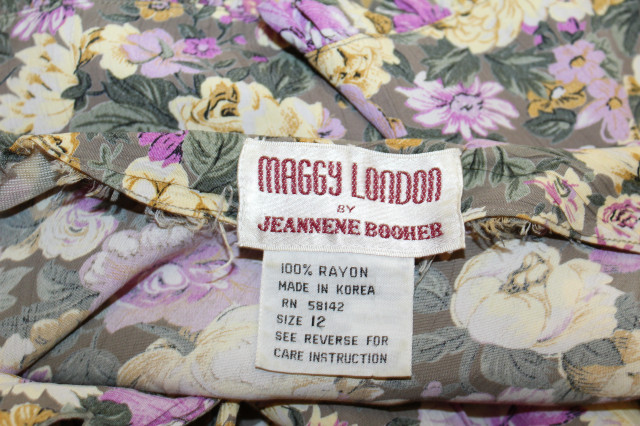 MAGGY LONDON
BY
JEANNENE BOOHER
100% RAYON
MADE IN KOREA
RN 58142
SIZE 12
SEE REVERSE FOR
CARE INSTRUCTION